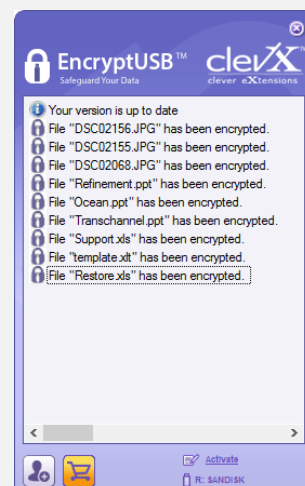 EncryptUSB™
Safeguard Your Data
clevX™
clever eXtensions
Your version is up to date
File "DSC02156.JPG" has been encrypted.
File "DSC02155.JPG" has been encrypted.
File "DSC02068.JPG" has been encrypted.
File "Refinement.ppt" has been encrypted.
File "Ocean.ppt" has been encrypted.
File "Transchannel.ppt" has been encrypted.
File "Support.xls" has been encrypted.
File "template.xlt" has been encrypted.
File "Restore.xls" has been encrypted.
Activate
R: SANDISK